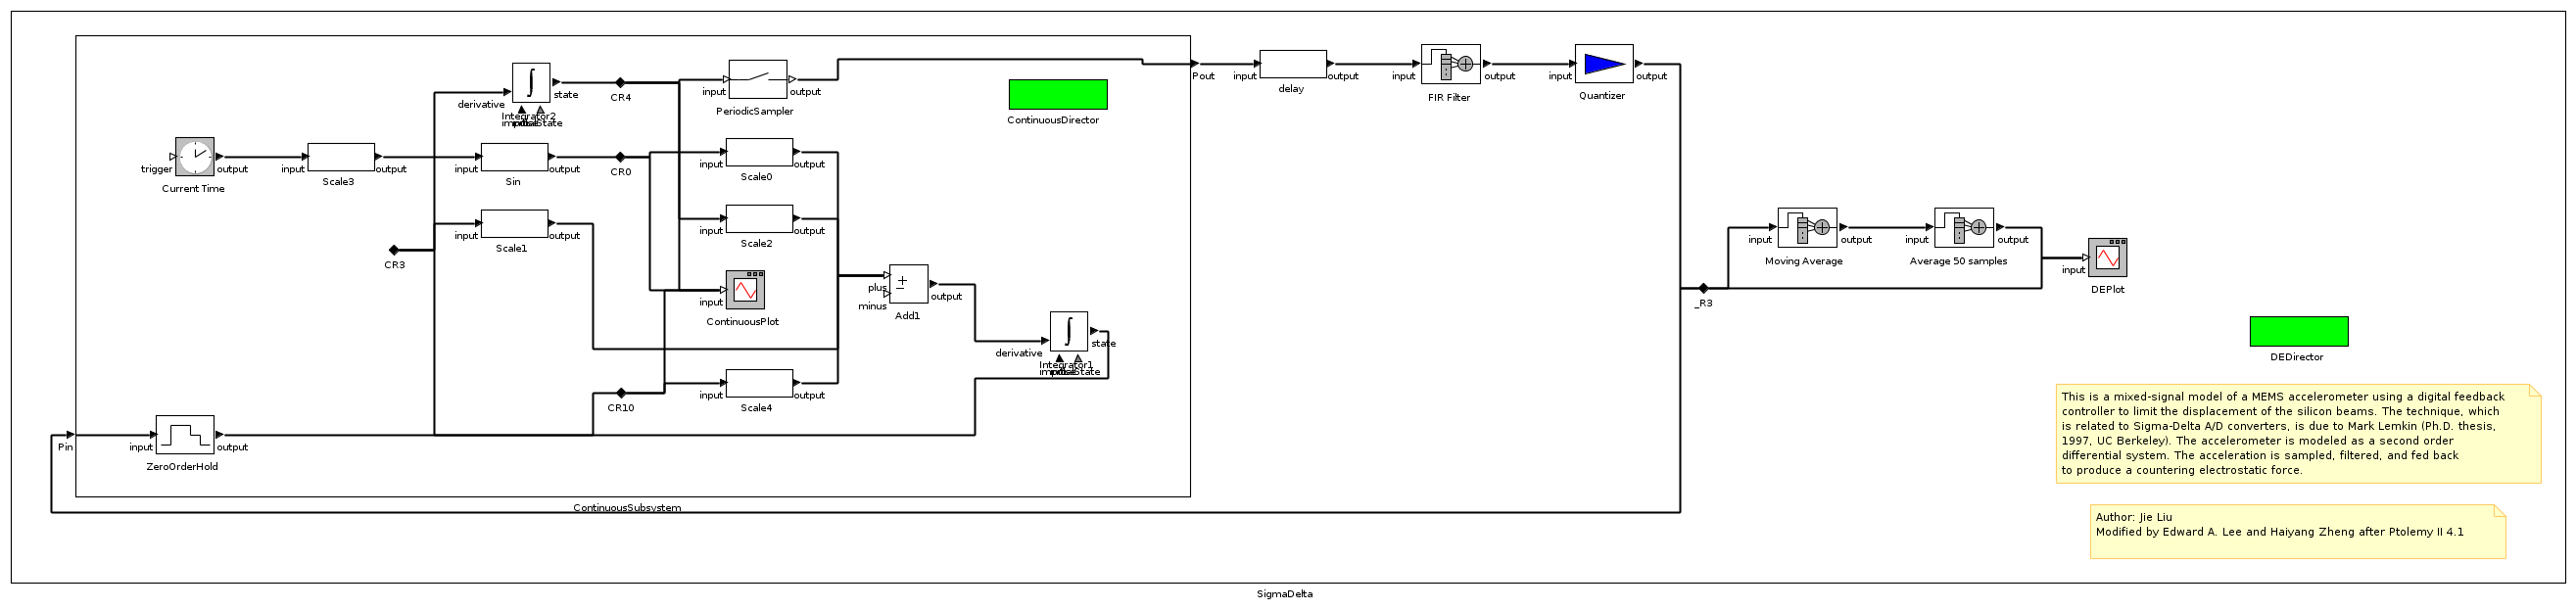 Pout
input
output
delay
input
output
FIR Filter
input
output
Quantizer
derivative
state
Integrator2
CR4
input
output
PeriodicSampler
ContinuousDirector
trigger
output
Current Time
input
output
Scale3
input
output
Sin
CR0
input
output
Scale0
input
output
Scale1
input
output
Scale2
CR3
input
ContinuousPlot
plus
minus
output
Add1
derivative
state
Integrator1
CR10
input
output
Scale4
Pin
input
output
ZeroOrderHold
ContinuousSubsystem
_R3
input
output
Moving Average
input
output
Average 50 samples
input
DEPlot
DEDirector
This is a mixed-signal model of a MEMS accelerometer using a digital feedback
controller to limit the displacement of the silicon beams. The technique, which
is related to Sigma-Delta A/D converters, is due to Mark Lemkin (Ph.D. thesis,
1997, UC Berkeley). The accelerometer is modeled as a second order
differential system. The acceleration is sampled, filtered, and fed back
to produce a countering electrostatic force.
Author: Jie Liu
Modified by Edward A. Lee and Haiyang Zheng after Ptolemy II 4.1
SigmaDelta